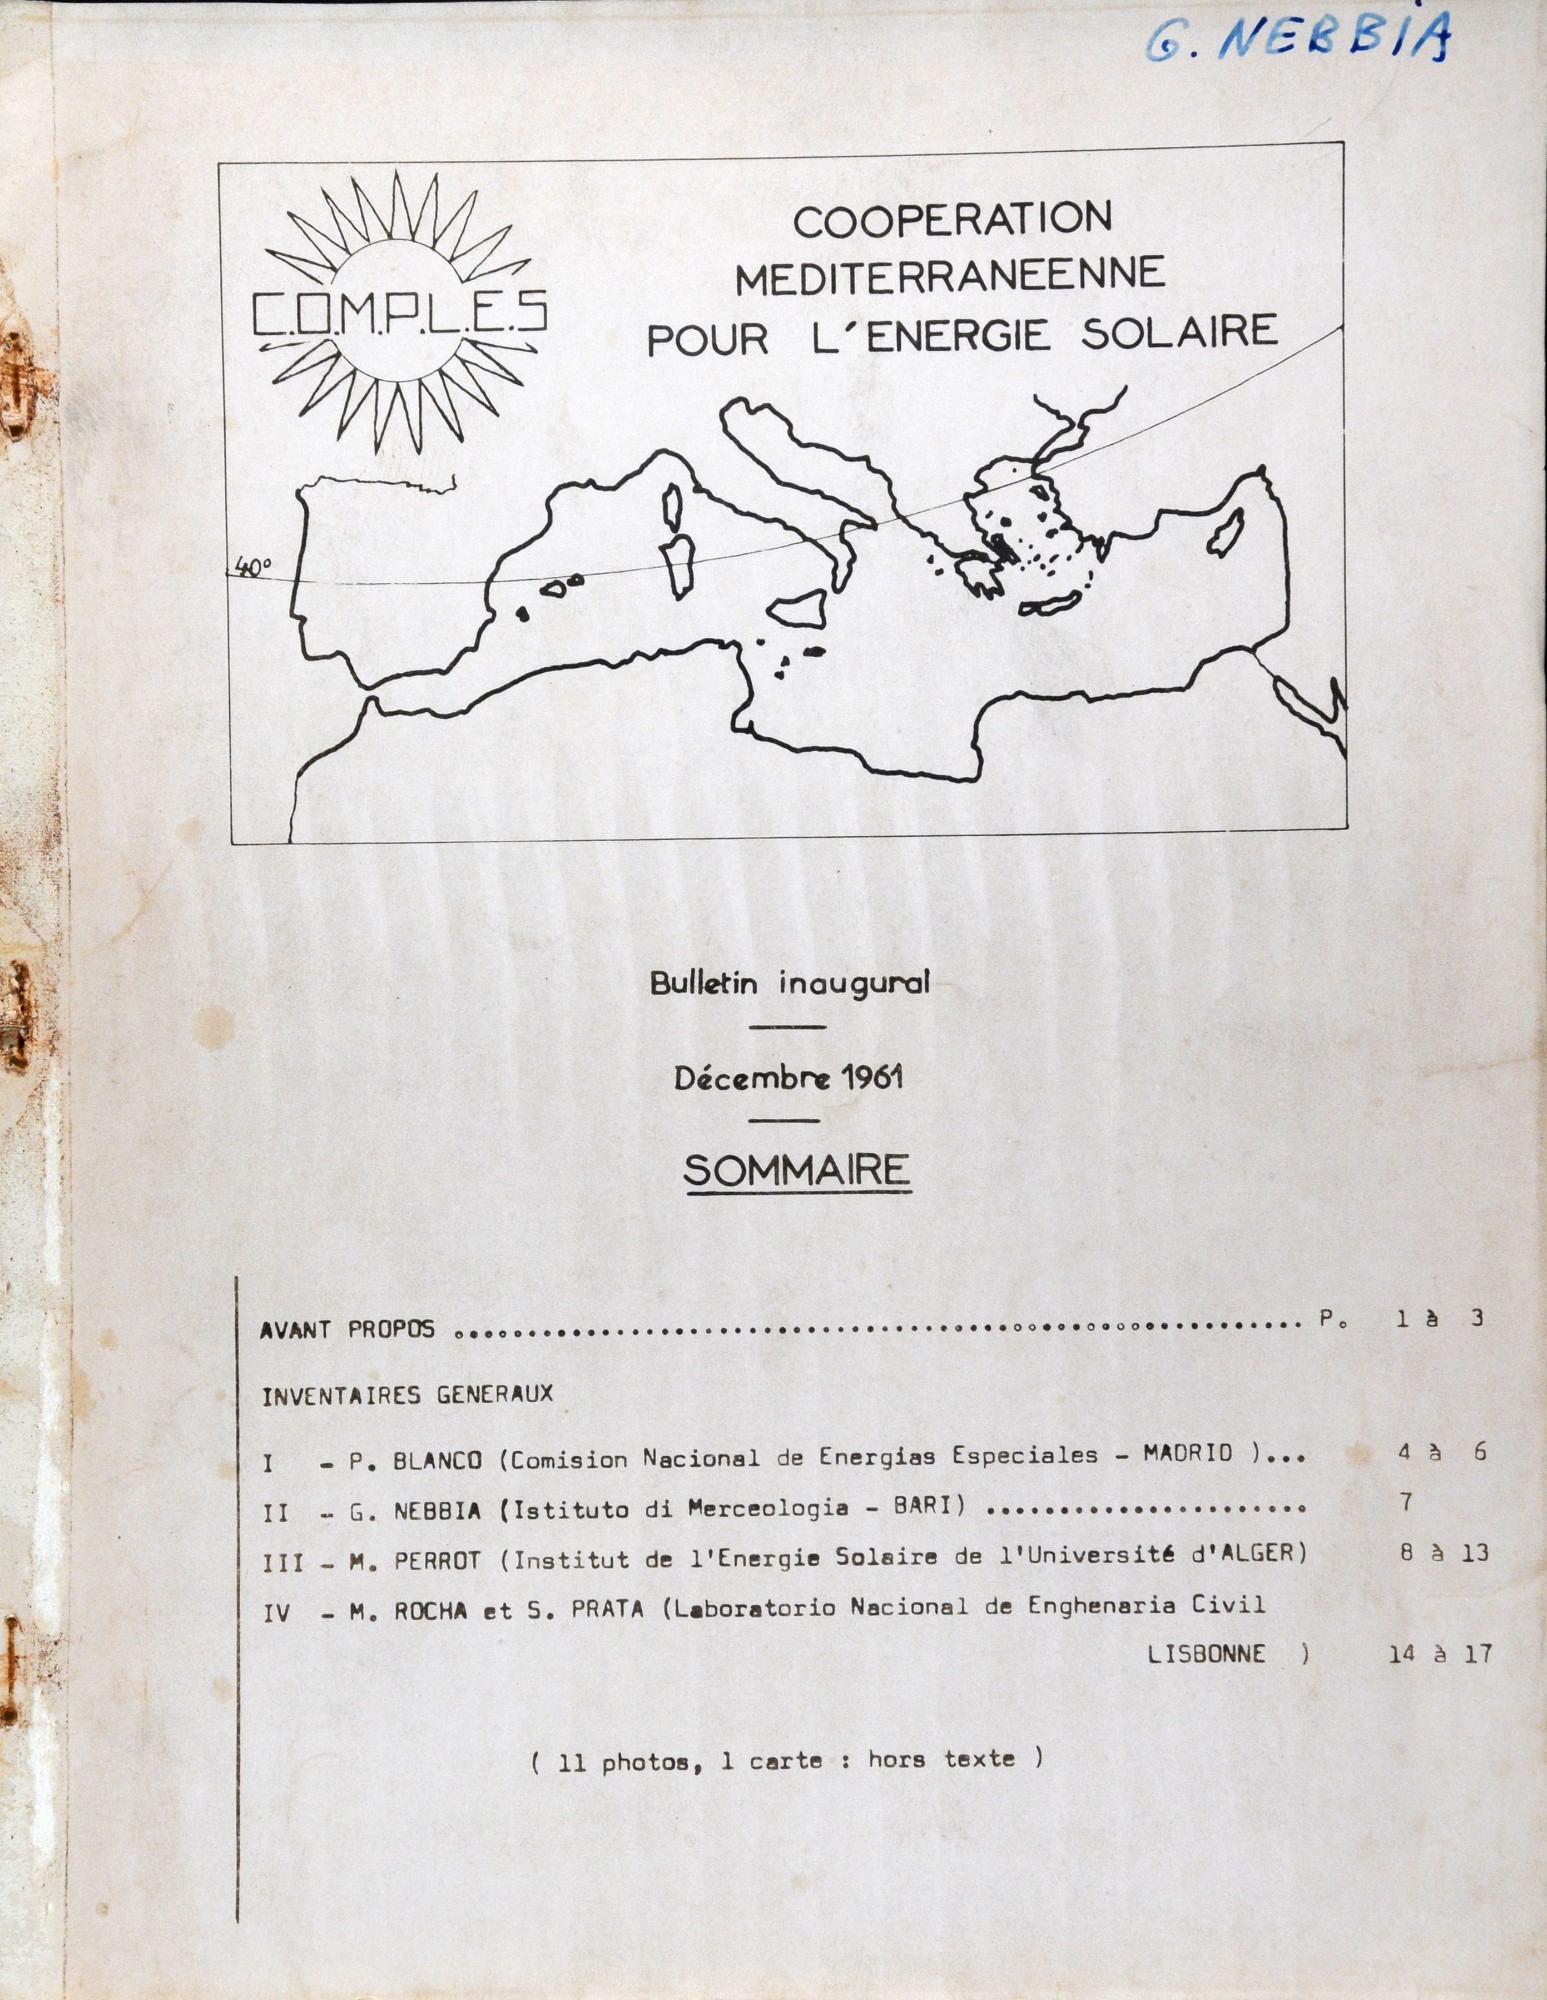 G. NEBBIA
C.O.M.P.L.E.S
COOPERATION
MEDITERRANEENNE
POUR L'ENERGIE SOLAIRE
40°
Bulletin inaugural
Décembre 1961
SOMMAIRE
AVANT PROPOS .......................................................... P. 1 à 3
INVENTAIRES GENERAUX
I - P. BLANCO (Comision Nacional de Energias Especiales - MADRID )... 4 à 6
II - G. NEBBIA (Istituto di Merceologia - BARI) ...................... 7
III - M. PERROT (Institut de l'Energie Solaire de l'Université d'ALGER) 8 à 13
IV - M. ROCHA et S. PRATA (Laboratorio Nacional de Enghenaria Civil
LISBONNE ) 14 à 17
( 11 photos, 1 carte : hors texte )